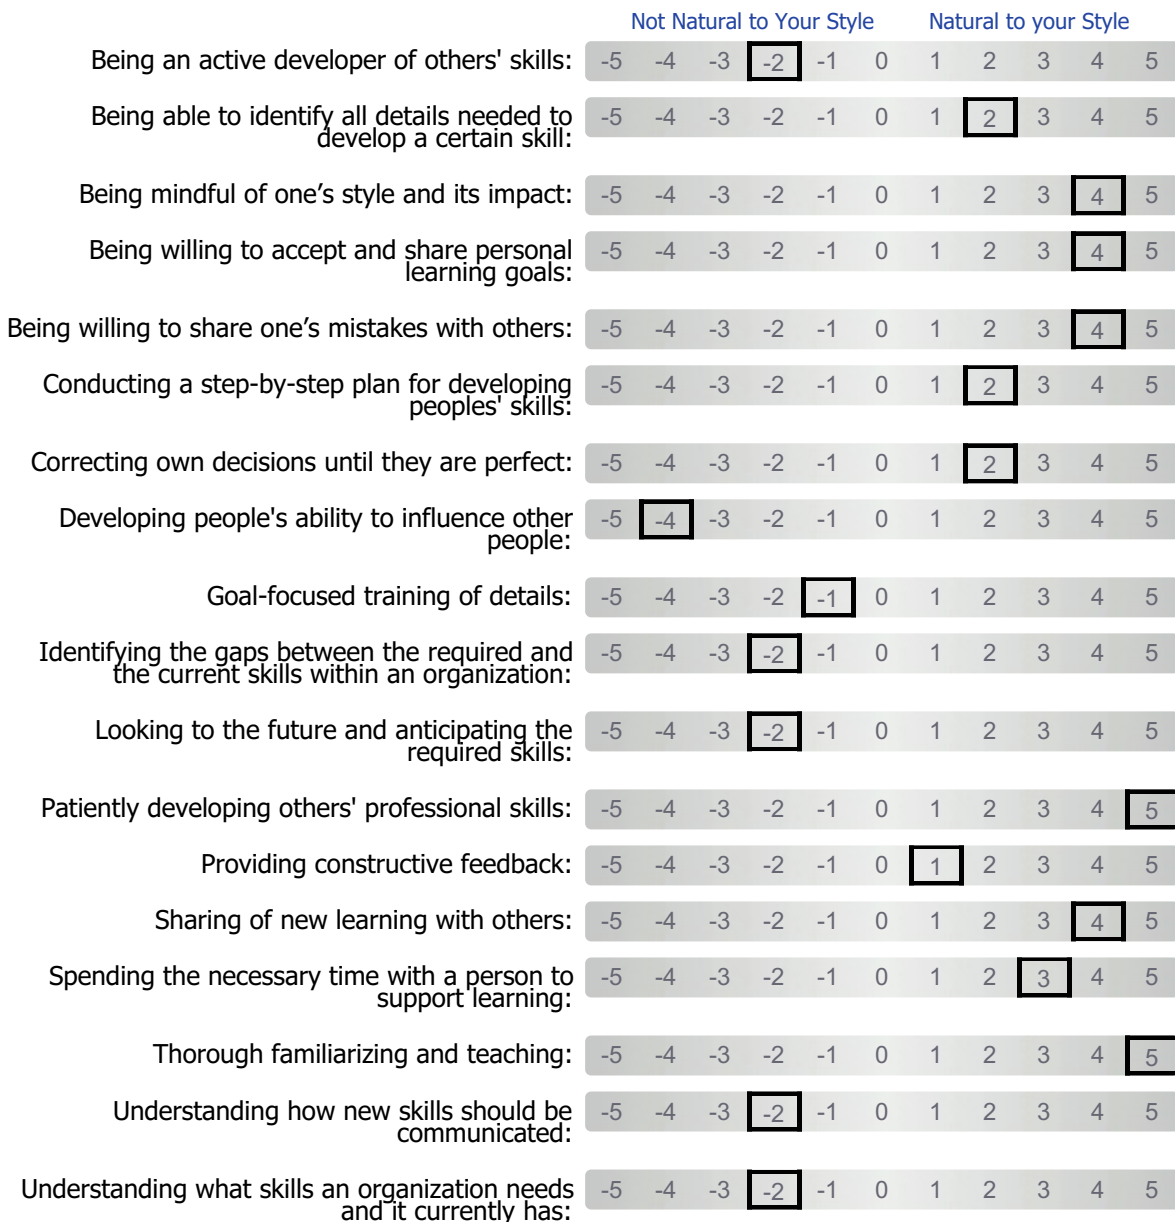 Not Natural to Your Style Natural to your Style
Being an active developer of others' skills: -5 -4 -3 -2 -1 0 1 2 3 4 5
Being able to identify all details needed to
develop a certain skill: -5 -4 -3 -2 -1 0 1 2 3 4 5
Being mindful of one’s style and its impact: -5 -4 -3 -2 -1 0 1 2 3 4 5
Being willing to accept and share personal
learning goals: -5 -4 -3 -2 -1 0 1 2 3 4 5
Being willing to share one’s mistakes with others: -5 -4 -3 -2 -1 0 1 2 3 4 5
Conducting a step-by-step plan for developing
peoples' skills: -5 -4 -3 -2 -1 0 1 2 3 4 5
Correcting own decisions until they are perfect: -5 -4 -3 -2 -1 0 1 2 3 4 5
Developing people's ability to influence other
people: -5 -4 -3 -2 -1 0 1 2 3 4 5
Goal-focused training of details: -5 -4 -3 -2 -1 0 1 2 3 4 5
Identifying the gaps between the required and
the current skills within an organization: -5 -4 -3 -2 -1 0 1 2 3 4 5
Looking to the future and anticipating the
required skills: -5 -4 -3 -2 -1 0 1 2 3 4 5
Patiently developing others' professional skills: -5 -4 -3 -2 -1 0 1 2 3 4 5
Providing constructive feedback: -5 -4 -3 -2 -1 0 1 2 3 4 5
Sharing of new learning with others: -5 -4 -3 -2 -1 0 1 2 3 4 5
Spending the necessary time with a person to
support learning: -5 -4 -3 -2 -1 0 1 2 3 4 5
Thorough familiarizing and teaching: -5 -4 -3 -2 -1 0 1 2 3 4 5
Understanding how new skills should be
communicated: -5 -4 -3 -2 -1 0 1 2 3 4 5
Understanding what skills an organization needs
and it currently has: -5 -4 -3 -2 -1 0 1 2 3 4 5